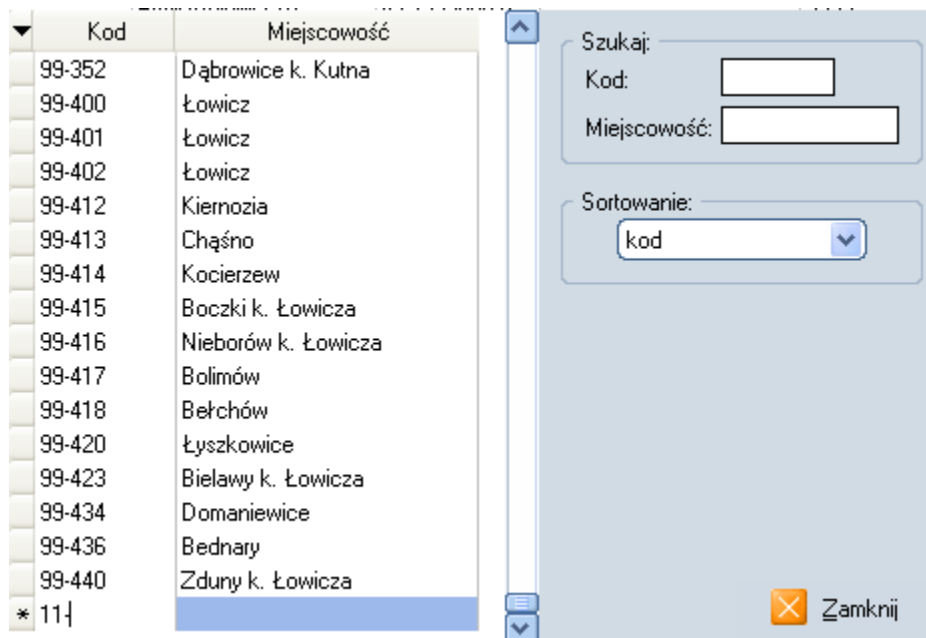 Kod Miejscowość
99-352 Dąbrowice k. Kutna
99-400 Łowicz
99-401 Łowicz
99-402 Łowicz
99-412 Kiernozia
99-413 Chąśno
99-414 Kocierzew
99-415 Boczki k. Łowicza
99-416 Nieborów k. Łowicza
99-417 Bolimów
99-418 Bełchów
99-420 Łyszkowice
99-423 Bielawy k. Łowicza
99-434 Domaniewice
99-436 Bednary
99-440 Zduny k. Łowicza
* 11-
Szukaj:
Kod:
Miejscowość:
Sortowanie:
kod
Zamknij